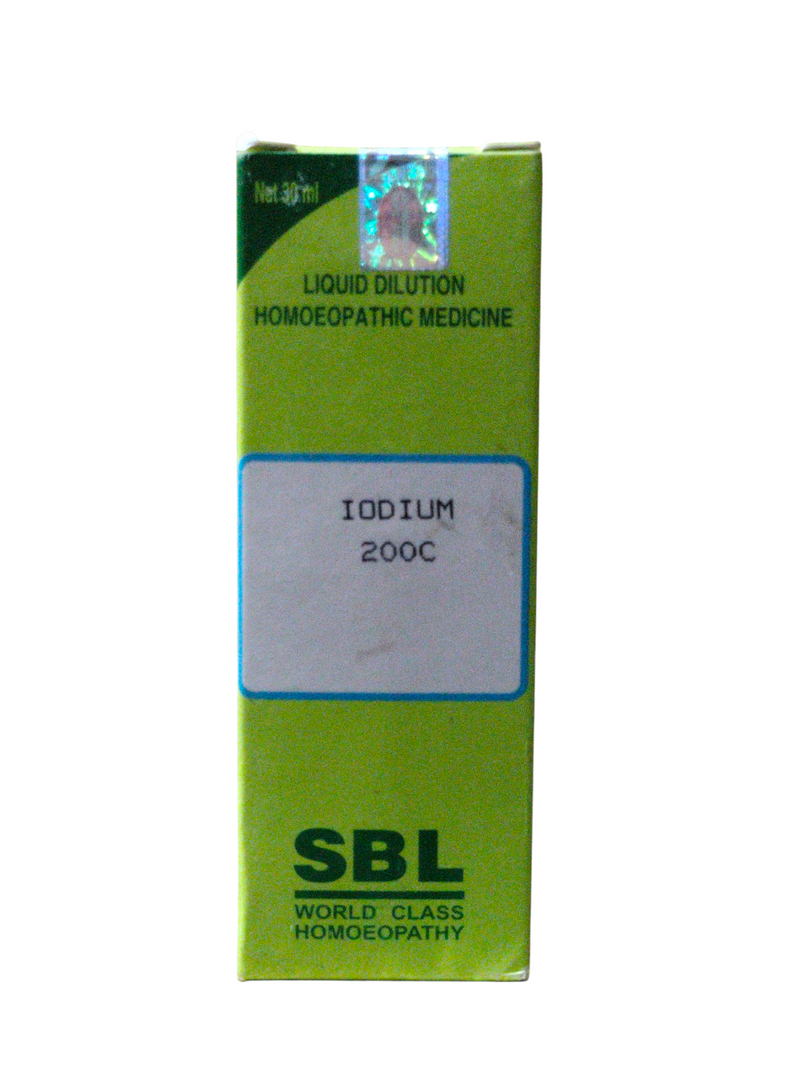 Net 30 ml
LIQUID DILUTION
HOMOEOPATHIC MEDICINE
IODIUM
200C
SBL
WORLD CLASS
HOMOEOPATHY